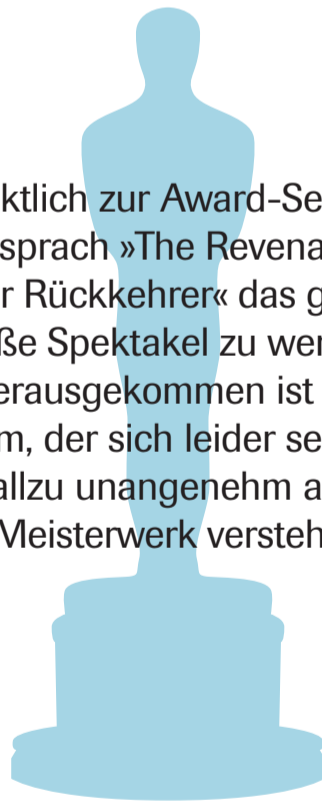 ktlich zur Award-Se
sprach »The Revena
r Rückkehrer« das g
ße Spektakel zu wer
erausgekommen ist
m, der sich leider se
allzu unangenehm a
Meisterwerk versteh